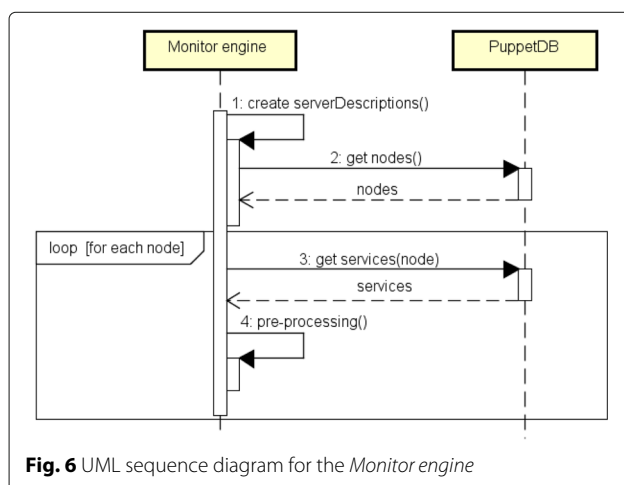 Monitor engine
PuppetDB
1: create serverDescriptions()
2: get nodes()
nodes
loop [for each node]
3: get services(node)
services
4: pre-processing()
Fig. 6 UML sequence diagram for the Monitor engine